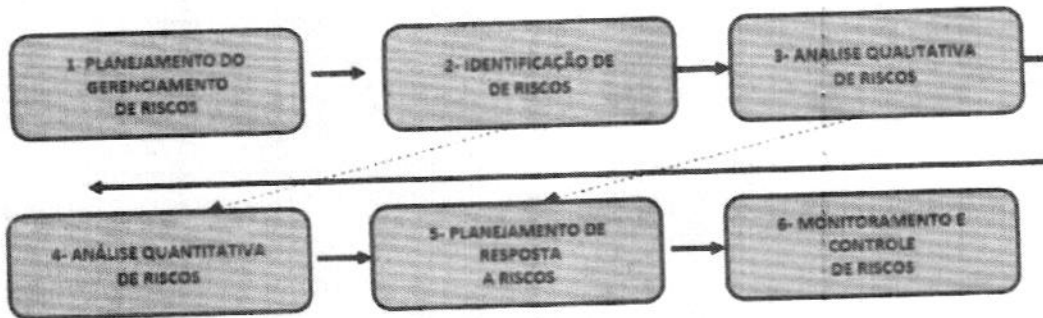 1- PLANEJAMENTO DO
GERENCIAMENTO
DE RISCOS
2- IDENTIFICAÇÃO DE
DE RISCOS
3- ANALISE QUALITATIVA
DE RISCOS
4- ANÁLISE QUANTITATIVA
DE RISCOS
5- PLANEJAMENTO DE
RESPOSTA
A RISCOS
6- MONITORAMENTO E
CONTROLE
DE RISCOS